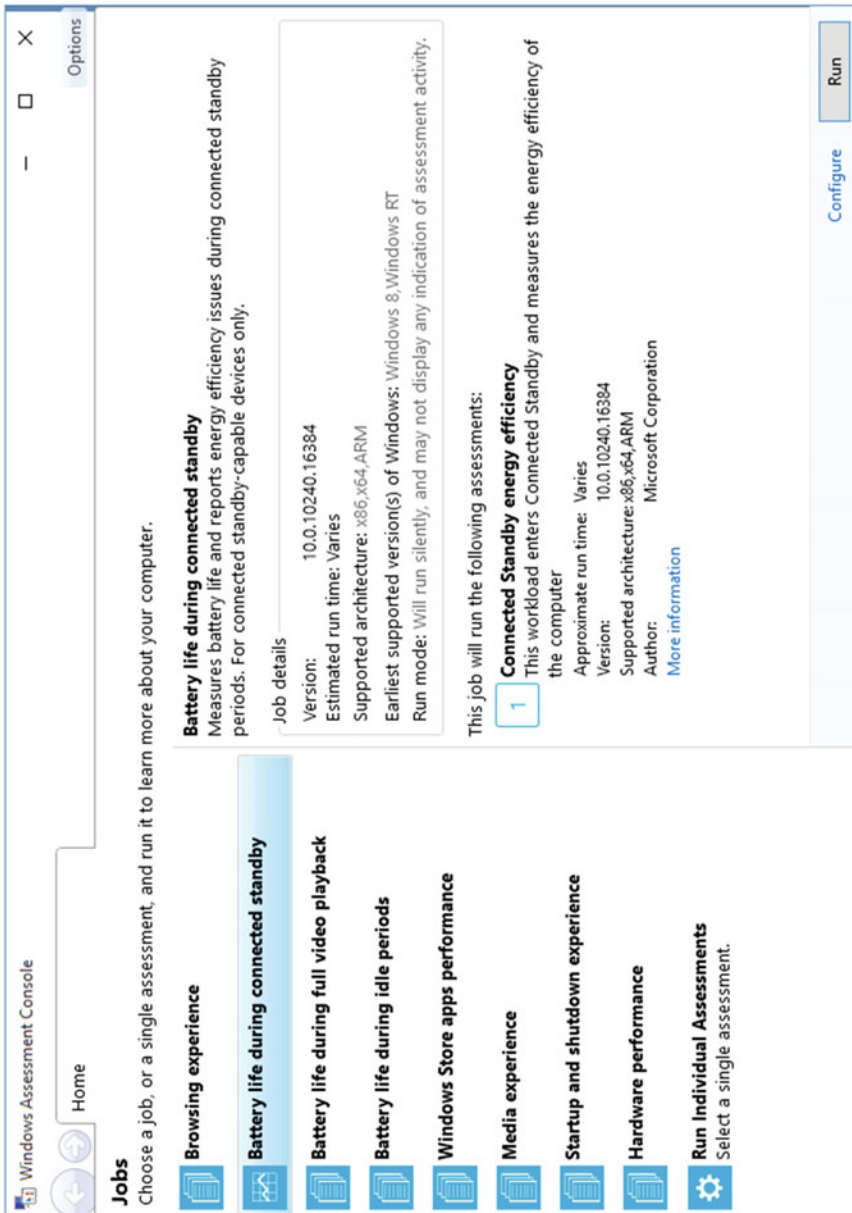 Windows Assessment Console
Home
Options
Jobs
Choose a job, or a single assessment, and run it to learn more about your computer.
Browsing experience
Battery life during connected standby
Battery life during full video playback
Battery life during idle periods
Windows Store apps performance
Media experience
Startup and shutdown experience
Hardware performance
Run Individual Assessments
Select a single assessment.
Battery life during connected standby
Measures battery life and reports energy efficiency issues during connected standby
periods. For connected standby-capable devices only.
Job details
Version: 10.0.10240.16384
Estimated run time: Varies
Supported architecture: x86,x64,ARM
Earliest supported version(s) of Windows: Windows 8,Windows RT
Run mode: Will run silently, and may not display any indication of assessment activity.
This job will run the following assessments:
1 Connected Standby energy efficiency
This workload enters Connected Standby and measures the energy efficiency of
the computer
Approximate run time: Varies
Version: 10.0.10240.16384
Supported architecture: x86,x64,ARM
Author: Microsoft Corporation
More information
Configure
Run